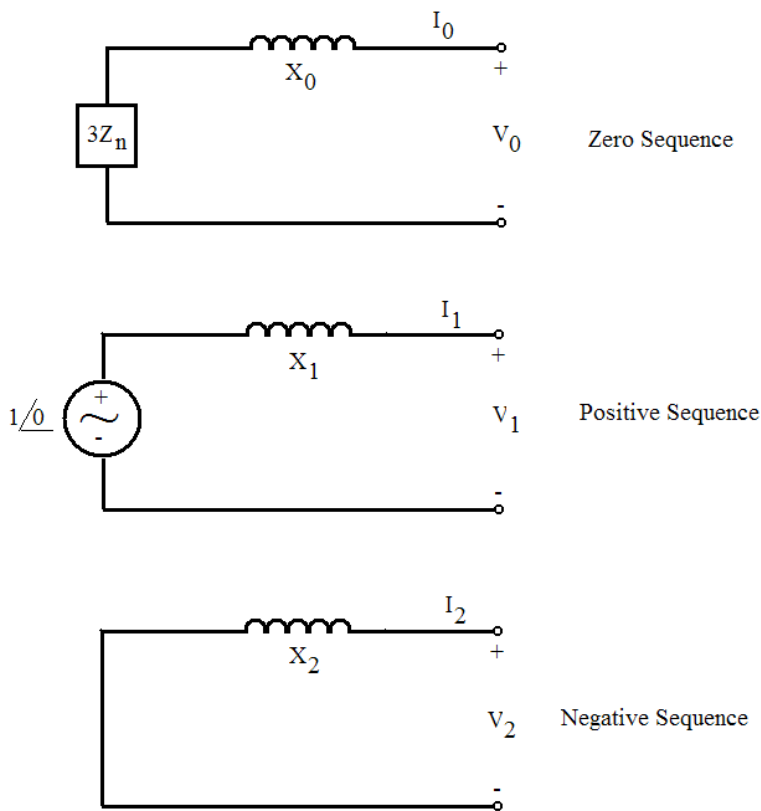 I0
X0
+
3Zn
V0
Zero Sequence
-
I1
X1
+
1/0
+
-
V1
Positive Sequence
-
I2
X2
+
V2
Negative Sequence
-